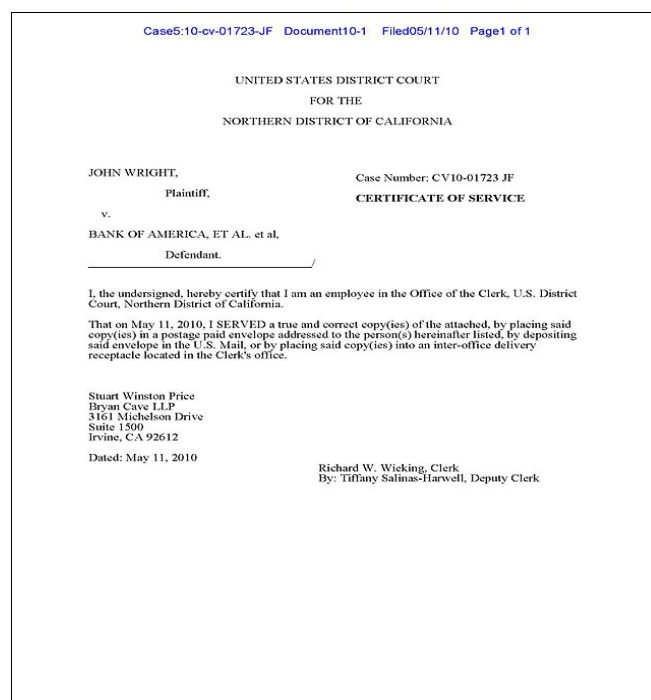 Case5:10-cv-01723-JF Document10-1 Filed05/11/10 Page1 of 1
UNITED STATES DISTRICT COURT
FOR THE
NORTHERN DISTRICT OF CALIFORNIA
JOHN WRIGHT,
Plaintiff,
v.
BANK OF AMERICA, ET AL. et al,
Defendant.
/
Case Number: CV10-01723 JF
CERTIFICATE OF SERVICE
I, the undersigned, hereby certify that I am an employee in the Office of the Clerk, U.S. District
Court, Northern District of California.
That on May 11, 2010, I SERVED a true and correct copy(ies) of the attached, by placing said
copy(ies) in a postage paid envelope addressed to the person(s) hereinafter listed, by depositing
said envelope in the U.S. Mail, or by placing said copy(ies) into an inter-office delivery
receptacle located in the Clerk's office.
Stuart Winston Price
Bryan Cave LLP
3161 Michelson Drive
Suite 1500
Irvine, CA 92612
Dated: May 11, 2010
Richard W. Wieking, Clerk
By: Tiffany Salinas-Harwell, Deputy Clerk